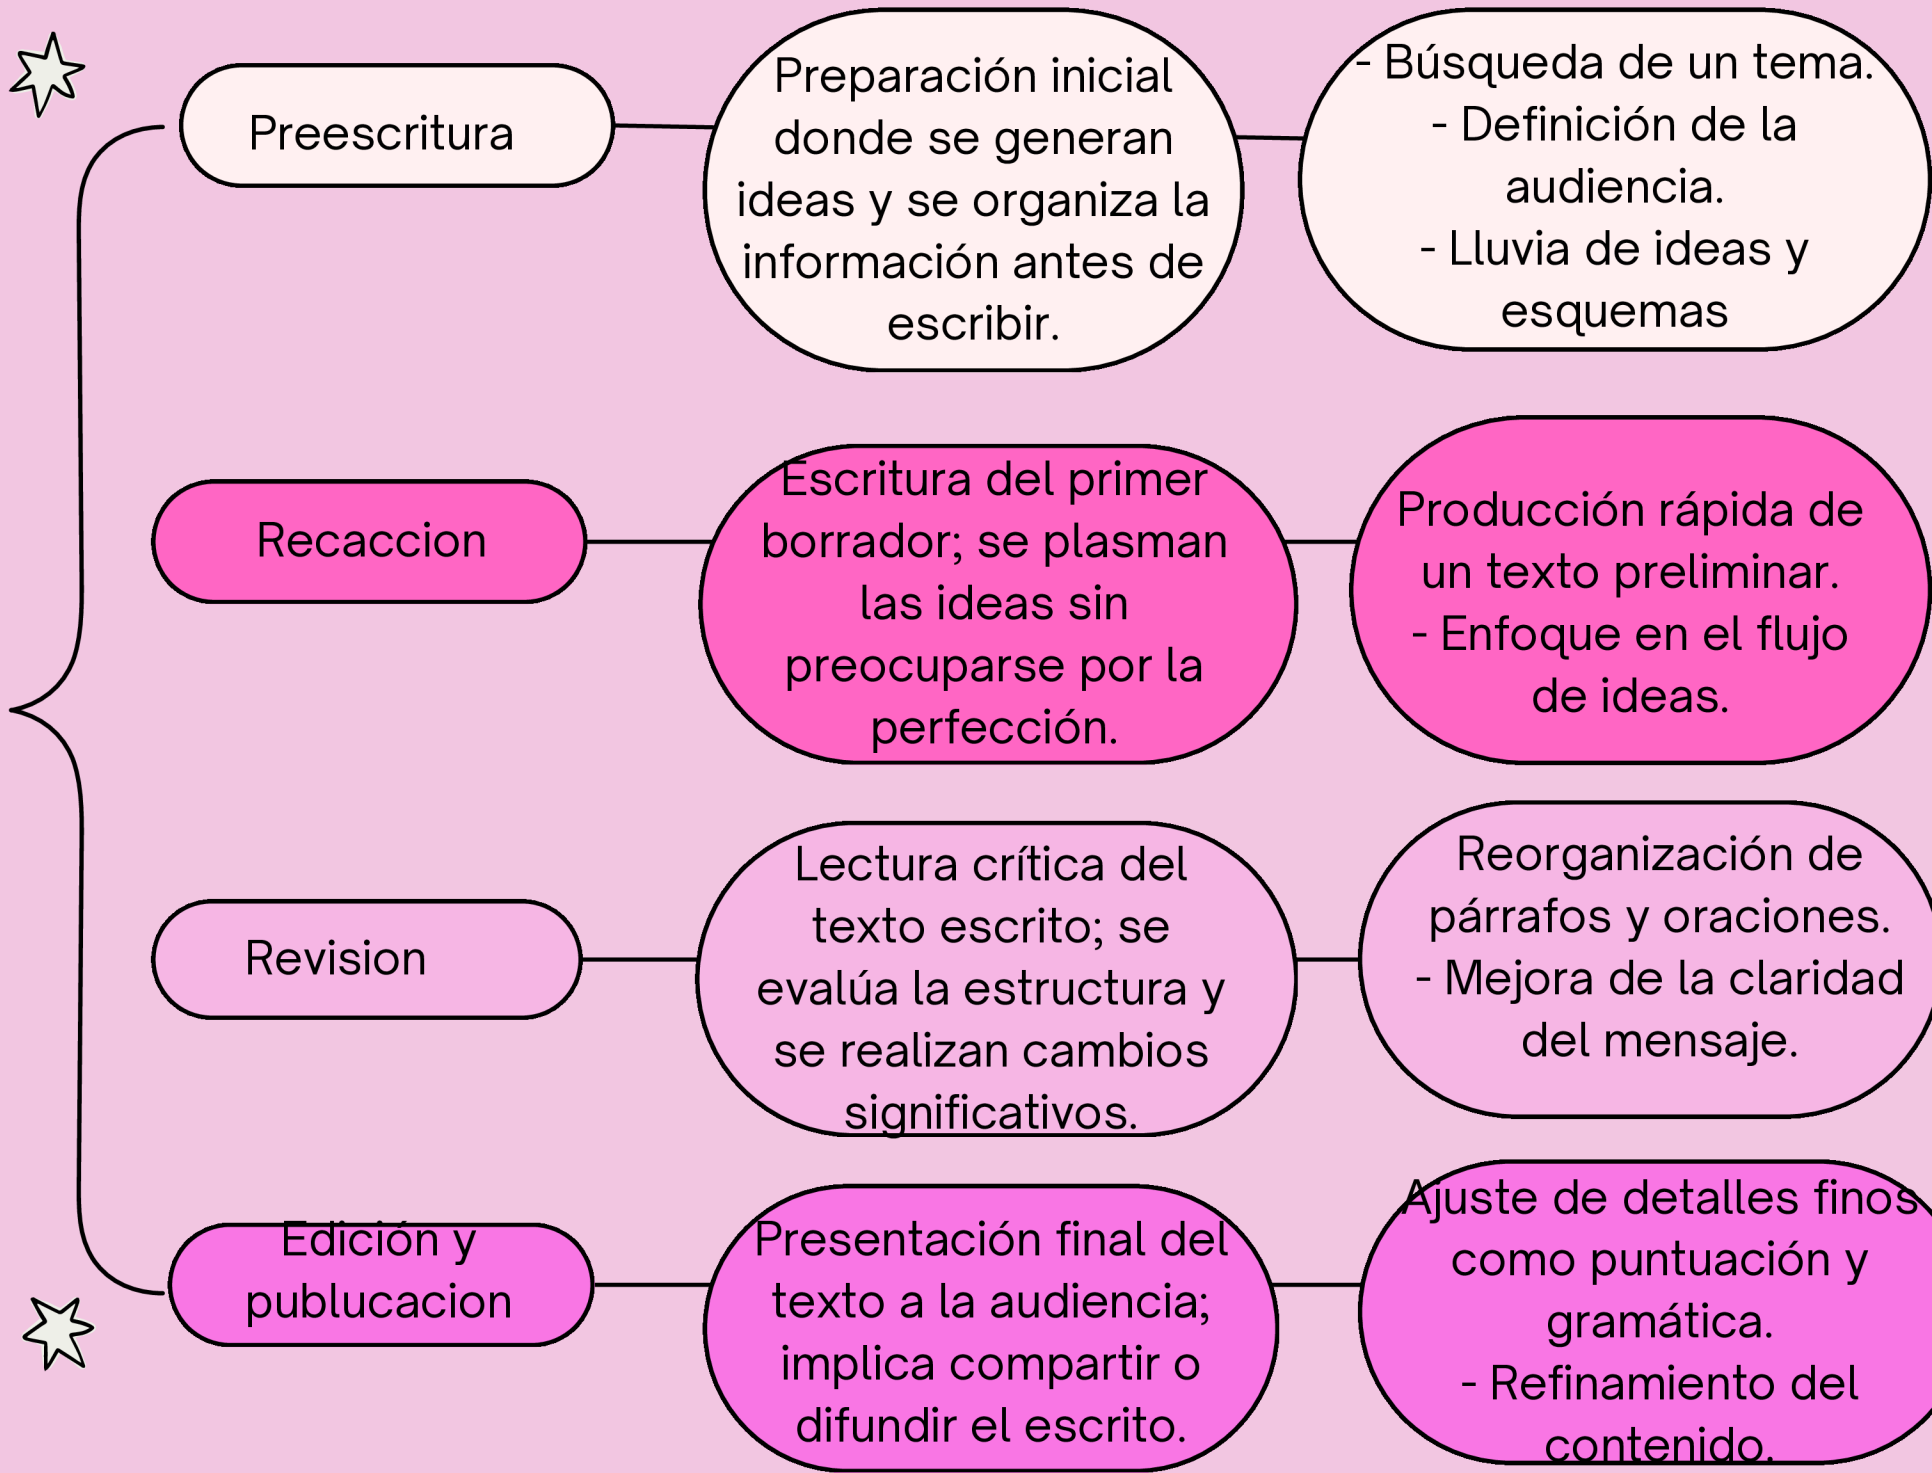 Preescritura
Preparación inicial
donde se generan
ideas y se organiza la
información antes de
escribir.
- Búsqueda de un tema.
- Definición de la
audiencia.
- Lluvia de ideas y
esquemas
Recaccion
Escritura del primer
borrador; se plasman
las ideas sin
preocuparse por la
perfección.
Producción rápida de
un texto preliminar.
- Enfoque en el flujo
de ideas.
Revision
Lectura crítica del
texto escrito; se
evalúa la estructura y
se realizan cambios
significativos.
Reorganización de
párrafos y oraciones.
- Mejora de la claridad
del mensaje.
Edición y
publucacion
Presentación final del
texto a la audiencia;
implica compartir o
difundir el escrito.
Ajuste de detalles finos
como puntuación y
gramática.
- Refinamiento del
contenido.